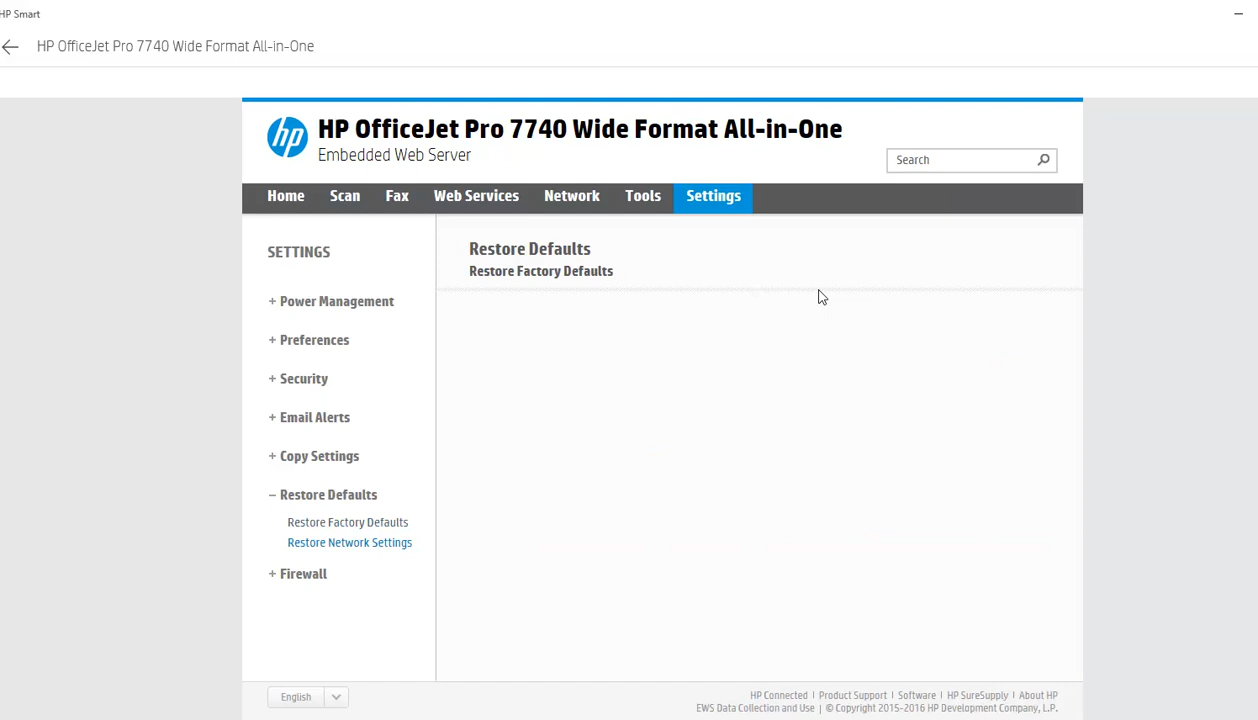 HP Smart
HP OfficeJet Pro 7740 Wide Format All-in-One
hp
HP OfficeJet Pro 7740 Wide Format All-in-One
Embedded Web Server
Search
Home Scan Fax Web Services Network Tools Settings
SETTINGS
+ Power Management
+ Preferences
+ Security
+ Email Alerts
+ Copy Settings
– Restore Defaults
Restore Factory Defaults
Restore Network Settings
+ Firewall
Restore Defaults
Restore Factory Defaults
English
HP Connected | Product Support | Software | HP SureSupply | About HP
EWS Data Collection and Use | © Copyright 2015-2016 HP Development Company, L.P.